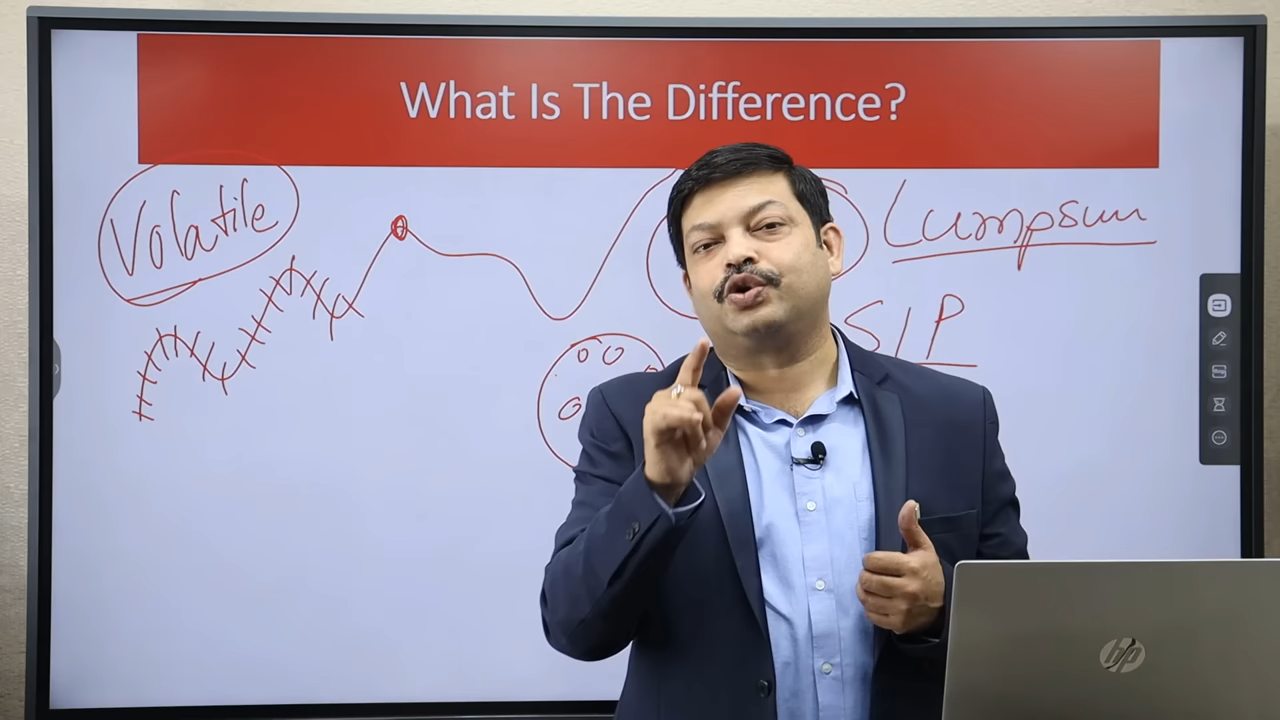 What Is The Difference?
Volatile
Lumpsum
SIP
hp